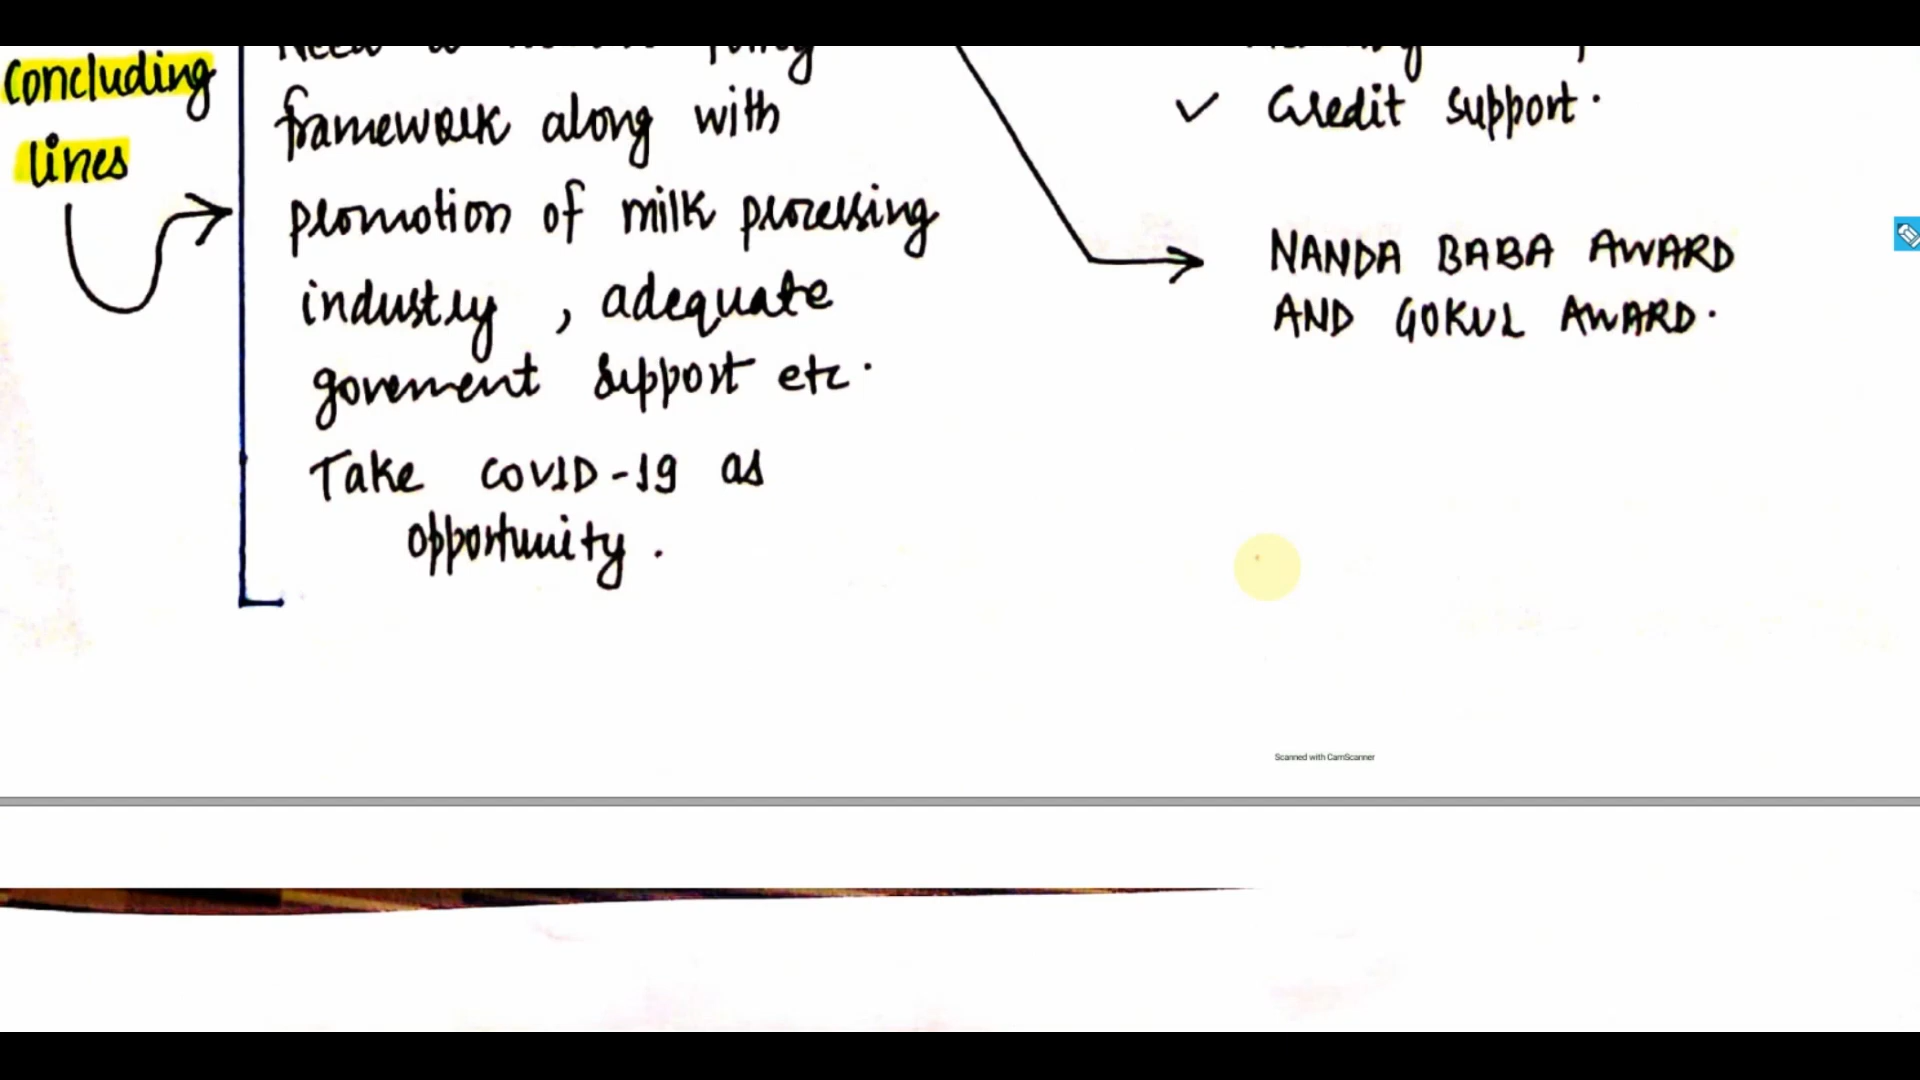 concluding
lines
Need
framework along with
promotion of milk processing
industry , adequate
goverment support etc.
Take COVID-19 as
opportunity .
✓ Credit support.
NANDA BABA AWARD
AND GOKUL AWARD.
Scanned with CamScanner